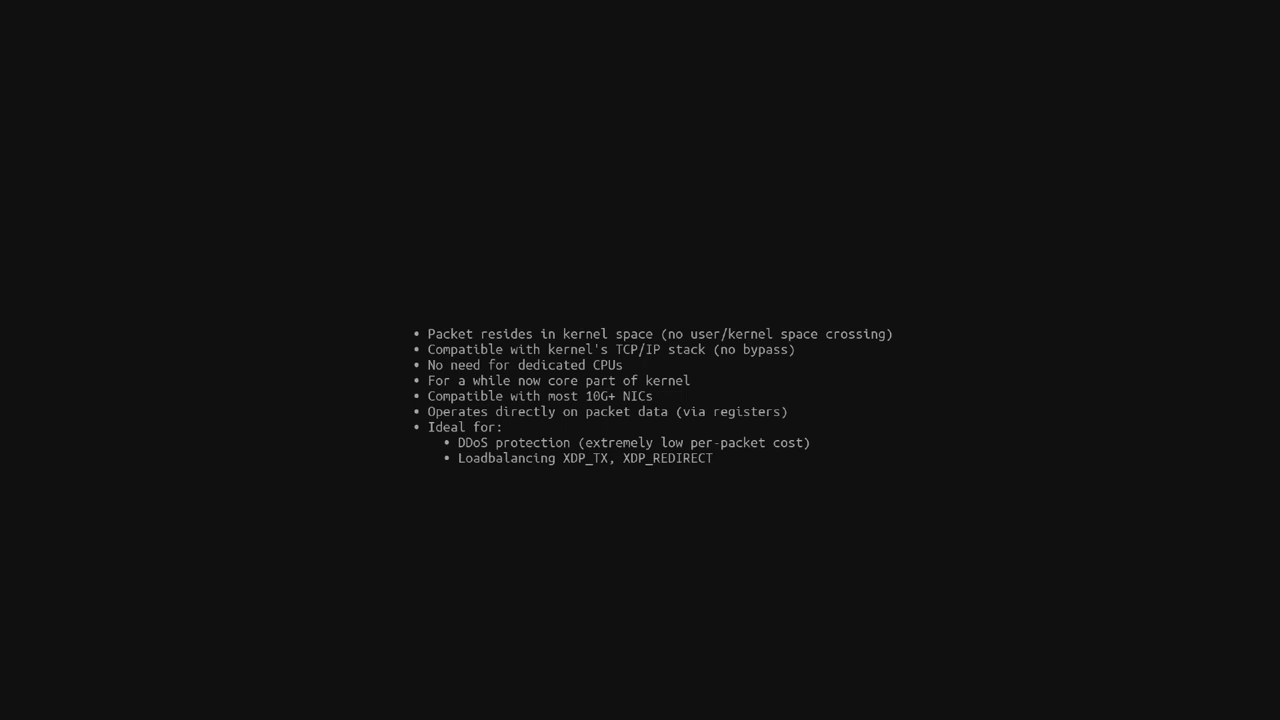 • Packet resides in kernel space (no user/kernel space crossing)
• Compatible with kernel's TCP/IP stack (no bypass)
• No need for dedicated CPUs
• For a while now core part of kernel
• Compatible with most 10G+ NICs
• Operates directly on packet data (via registers)
• Ideal for:
• DDoS protection (extremely low per-packet cost)
• Loadbalancing XDP_TX, XDP_REDIRECT